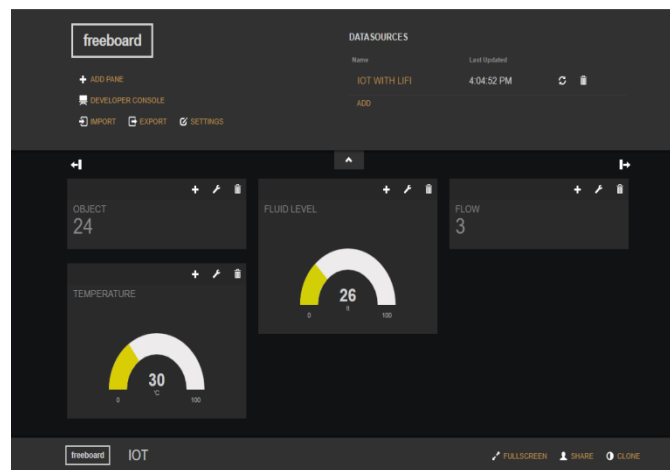 freeboard
ADD PANE
DEVELOPER CONSOLE
IMPORT EXPORT SETTINGS
DATASOURCES
Name Last Updated
IOT WITH LIFI 4:04:52 PM
ADD
OBJECT
24
FLUID LEVEL
26
0 100
FLOW
3
TEMPERATURE
30
°C
0 100
freeboard IOT
FULLSCREEN SHARE CLONE